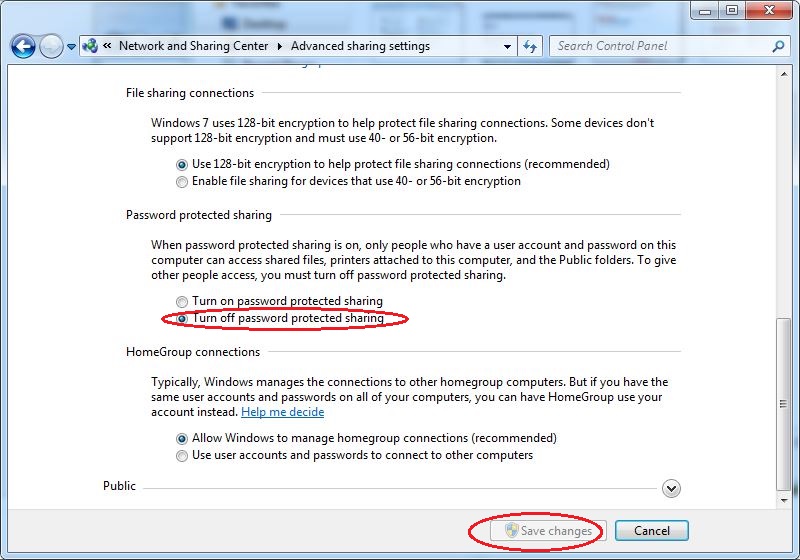 « Network and Sharing Center ▸ Advanced sharing settings
Search Control Panel
File sharing connections
Windows 7 uses 128-bit encryption to help protect file sharing connections. Some devices don't
support 128-bit encryption and must use 40- or 56-bit encryption.
Use 128-bit encryption to help protect file sharing connections (recommended)
Enable file sharing for devices that use 40- or 56-bit encryption
Password protected sharing
When password protected sharing is on, only people who have a user account and password on this
computer can access shared files, printers attached to this computer, and the Public folders. To give
other people access, you must turn off password protected sharing.
Turn on password protected sharing
Turn off password protected sharing
HomeGroup connections
Typically, Windows manages the connections to other homegroup computers. But if you have the
same user accounts and passwords on all of your computers, you can have HomeGroup use your
account instead. Help me decide
Allow Windows to manage homegroup connections (recommended)
Use user accounts and passwords to connect to other computers
Public
Save changes
Cancel